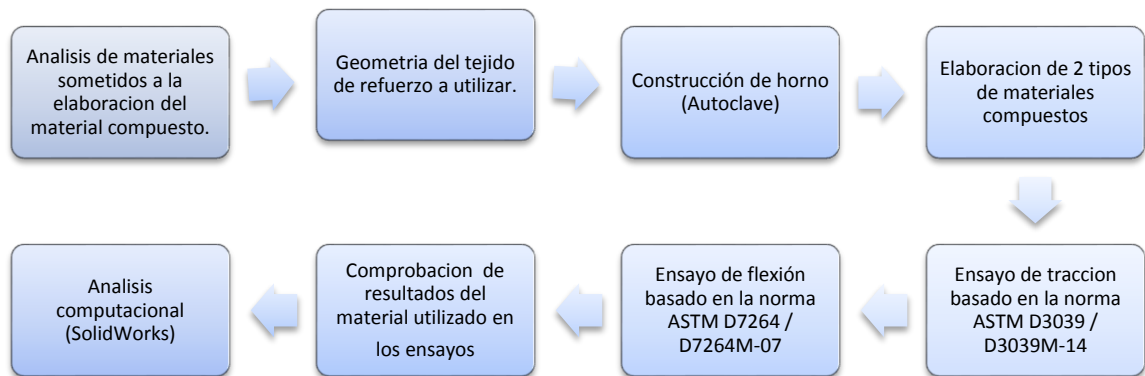 Analisis de materiales
sometidos a la
elaboracion del
material compuesto.
Geometria del tejido
de refuerzo a utilizar.
Construcción de horno
(Autoclave)
Elaboracion de 2 tipos
de materiales
compuestos
Ensayo de traccion
basado en la norma
ASTM D3039 /
D3039M-14
Ensayo de flexión
basado en la norma
ASTM D7264 /
D7264M-07
Comprobacion de
resultados del
material utilizado en
los ensayos
Analisis
computacional
(SolidWorks)